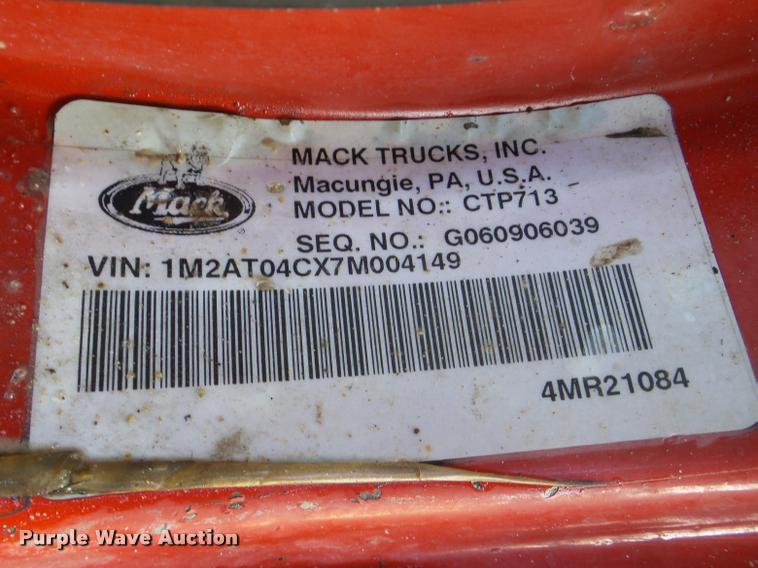 Mack
MACK TRUCKS, INC.
Macungie, PA, U.S.A.
MODEL NO.: CTP713
SEQ. NO.: G060906039
VIN: 1M2AT04CX7M004149
4MR21084
Purple Wave Auction